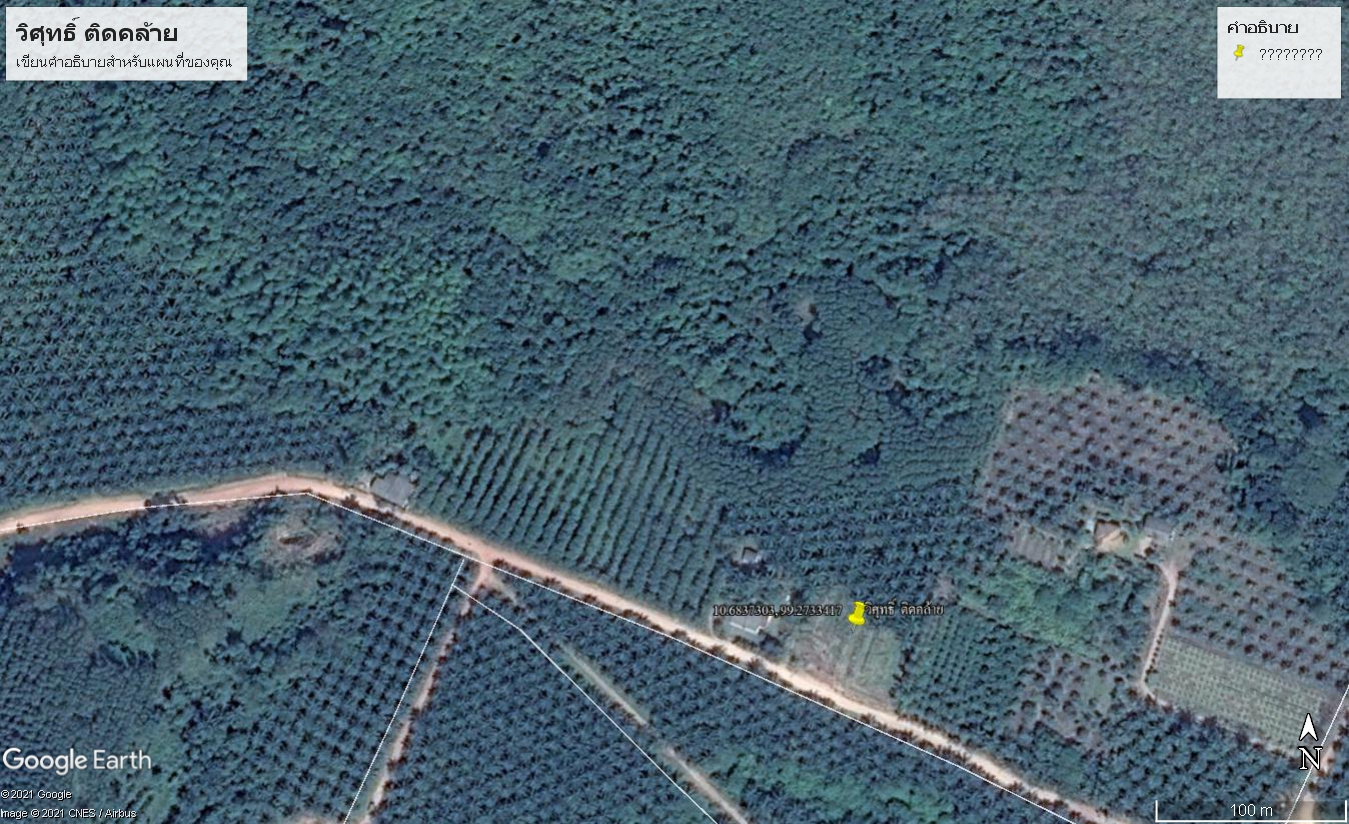 วิศุทธิ์ ติดคล้าย
เขียนคำอธิบายสำหรับแผนที่ของคุณ
คำอธิบาย
????????
10.6837303, 99.2733417
วิศุทธิ์ ติดคล้าย
Google Earth
© 2021 Google
Image © 2021 CNES / Airbus
N
100 m